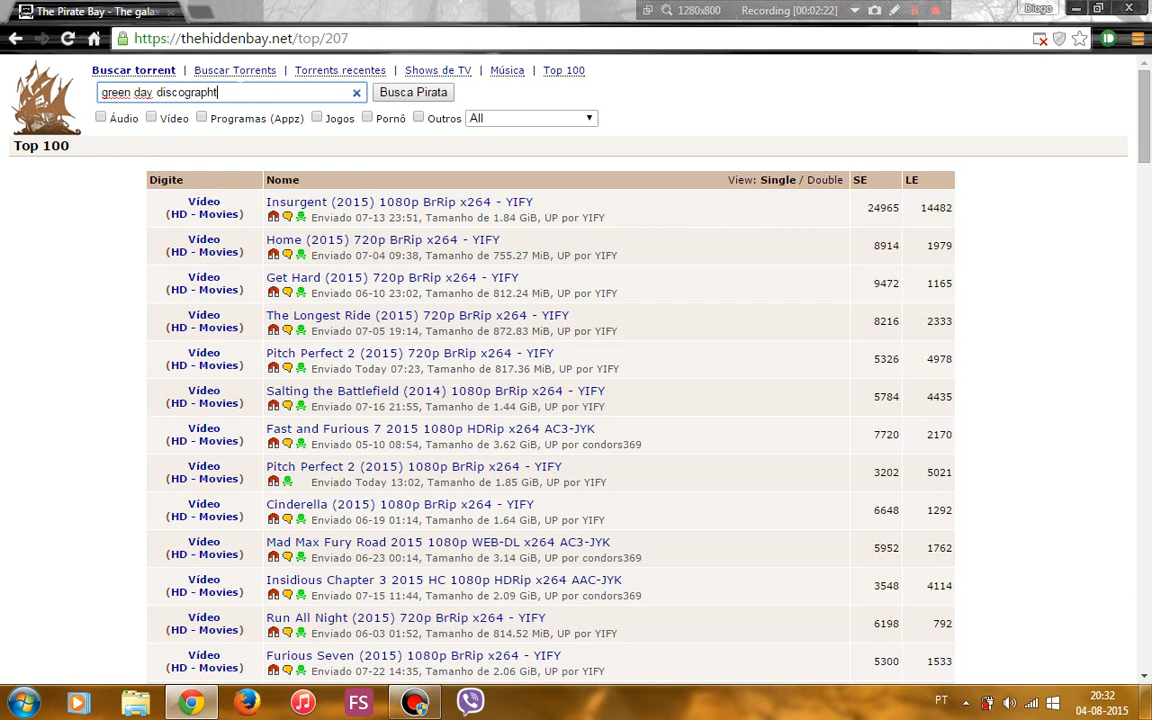 The Pirate Bay - The gala
1280x800 Recording [00:02:22]
Diogo
https://thehiddenbay.net/top/207
Buscar torrent | Buscar Torrents | Torrents recentes | Shows de TV | Música | Top 100
green day discographt
Busca Pirata
Áudio Vídeo Programas (Appz) Jogos Pornô Outros All
Top 100
Digite Nome View: Single / Double SE LE
Vídeo (HD - Movies)
Insurgent (2015) 1080p BrRip x264 - YIFY
Enviado 07-13 23:51, Tamanho de 1.84 GiB, UP por YIFY
24965 14482
Vídeo (HD - Movies)
Home (2015) 720p BrRip x264 - YIFY
Enviado 07-04 09:38, Tamanho de 755.27 MiB, UP por YIFY
8914 1979
Vídeo (HD - Movies)
Get Hard (2015) 720p BrRip x264 - YIFY
Enviado 06-10 23:02, Tamanho de 812.24 MiB, UP por YIFY
9472 1165
Vídeo (HD - Movies)
The Longest Ride (2015) 720p BrRip x264 - YIFY
Enviado 07-05 19:14, Tamanho de 872.83 MiB, UP por YIFY
8216 2333
Vídeo (HD - Movies)
Pitch Perfect 2 (2015) 720p BrRip x264 - YIFY
Enviado Today 07:23, Tamanho de 817.36 MiB, UP por YIFY
5326 4978
Vídeo (HD - Movies)
Salting the Battlefield (2014) 1080p BrRip x264 - YIFY
Enviado 07-16 21:55, Tamanho de 1.44 GiB, UP por YIFY
5784 4435
Vídeo (HD - Movies)
Fast and Furious 7 2015 1080p HDRip x264 AC3-JYK
Enviado 05-10 08:54, Tamanho de 3.62 GiB, UP por condors369
7720 2170
Vídeo (HD - Movies)
Pitch Perfect 2 (2015) 1080p BrRip x264 - YIFY
Enviado Today 13:02, Tamanho de 1.85 GiB, UP por YIFY
3202 5021
Vídeo (HD - Movies)
Cinderella (2015) 1080p BrRip x264 - YIFY
Enviado 06-19 01:14, Tamanho de 1.64 GiB, UP por YIFY
6648 1292
Vídeo (HD - Movies)
Mad Max Fury Road 2015 1080p WEB-DL x264 AC3-JYK
Enviado 06-23 00:14, Tamanho de 3.14 GiB, UP por condors369
5952 1762
Vídeo (HD - Movies)
Insidious Chapter 3 2015 HC 1080p HDRip x264 AAC-JYK
Enviado 07-15 11:44, Tamanho de 2.09 GiB, UP por condors369
3548 4114
Vídeo (HD - Movies)
Run All Night (2015) 720p BrRip x264 - YIFY
Enviado 06-03 01:52, Tamanho de 814.52 MiB, UP por YIFY
6198 792
Vídeo (HD - Movies)
Furious Seven (2015) 1080p BrRip x264 - YIFY
Enviado 07-22 14:35, Tamanho de 2.06 GiB, UP por YIFY
5300 1533
FS
PT
20:32
04-08-2015